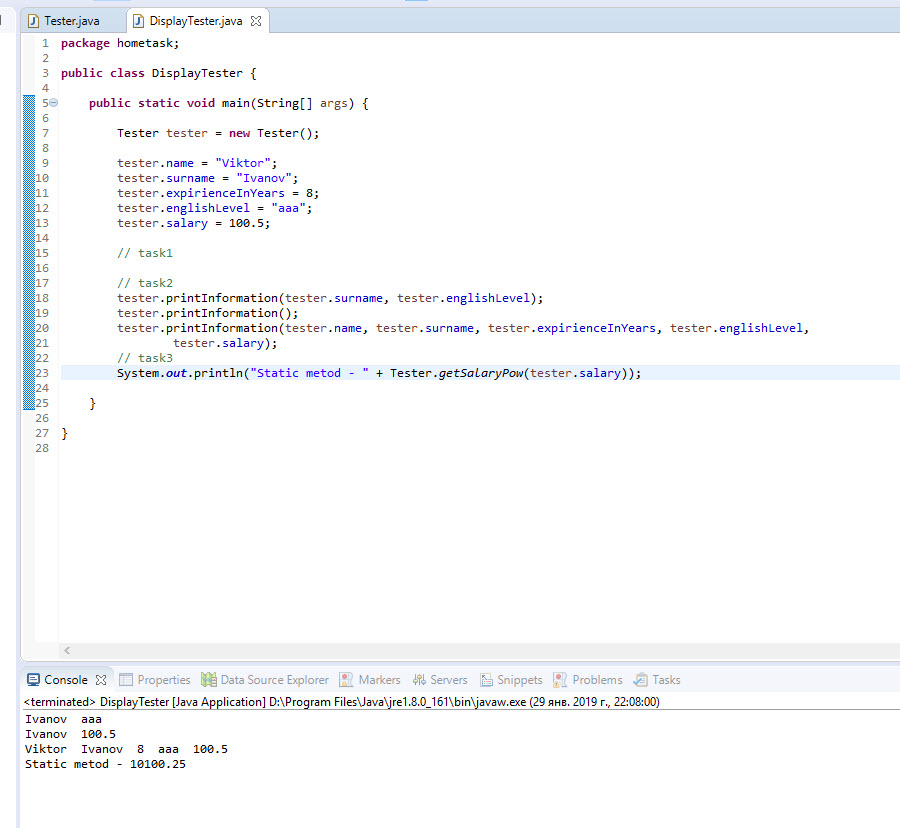 Tester.java DisplayTester.java
1 package hometask;
2
3 public class DisplayTester {
4
5 public static void main(String[] args) {
6
7 Tester tester = new Tester();
8
9 tester.name = "Viktor";
10 tester.surname = "Ivanov";
11 tester.expirienceInYears = 8;
12 tester.englishLevel = "aaa";
13 tester.salary = 100.5;
14
15 // task1
16
17 // task2
18 tester.printInformation(tester.surname, tester.englishLevel);
19 tester.printInformation();
20 tester.printInformation(tester.name, tester.surname, tester.expirienceInYears, tester.englishLevel,
21 tester.salary);
22 // task3
23 System.out.println("Static metod - " + Tester.getSalaryPow(tester.salary));
24
25 }
26
27 }
28
Console Properties Data Source Explorer Markers Servers Snippets Problems Tasks
<terminated> DisplayTester [Java Application] D:\Program Files\Java\jre1.8.0_161\bin\javaw.exe (29 янв. 2019 г., 22:08:00)
Ivanov aaa
Ivanov 100.5
Viktor Ivanov 8 aaa 100.5
Static metod - 10100.25